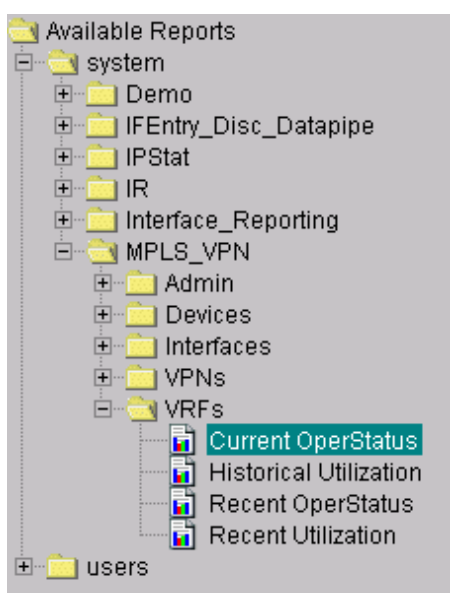 Available Reports
system
Demo
IFEntry_Disc_Datapipe
IPStat
IR
Interface_Reporting
MPLS_VPN
Admin
Devices
Interfaces
VPNs
VRFs
Current OperStatus
Historical Utilization
Recent OperStatus
Recent Utilization
users